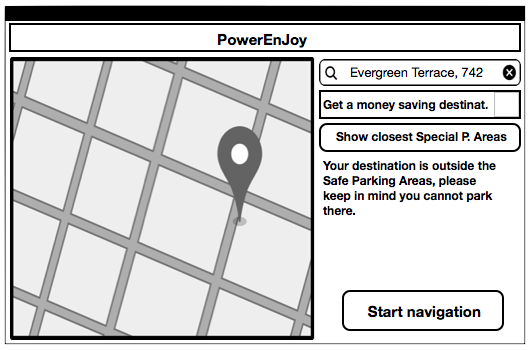 PowerEnJoy
Evergreen Terrace, 742
Get a money saving destinat.
Show closest Special P. Areas
Your destination is outside the
Safe Parking Areas, please
keep in mind you cannot park
there.
Start navigation